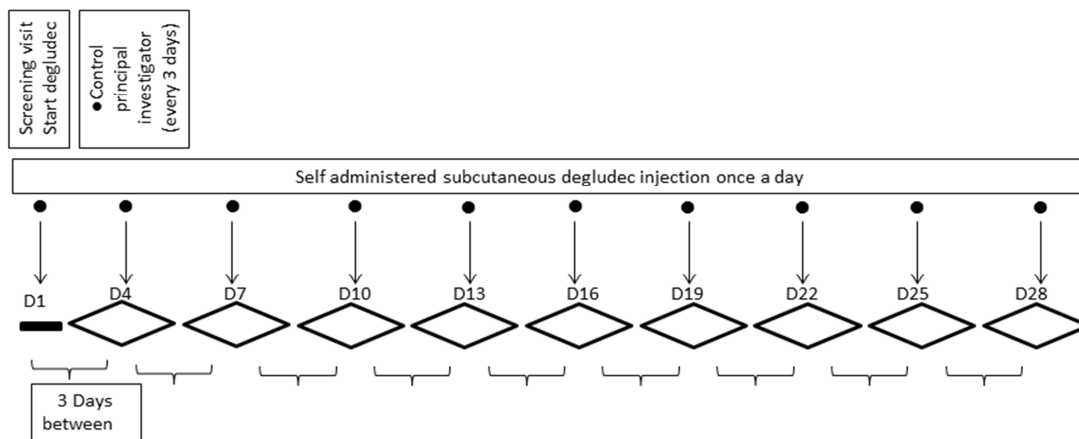 Screening visit
Start degludec
●Control
principal
investigator
(every 3 days)
Self administered subcutaneous degludec injection once a day
D1
D4
D7
D10
D13
D16
D19
D22
D25
D28
3 Days
between